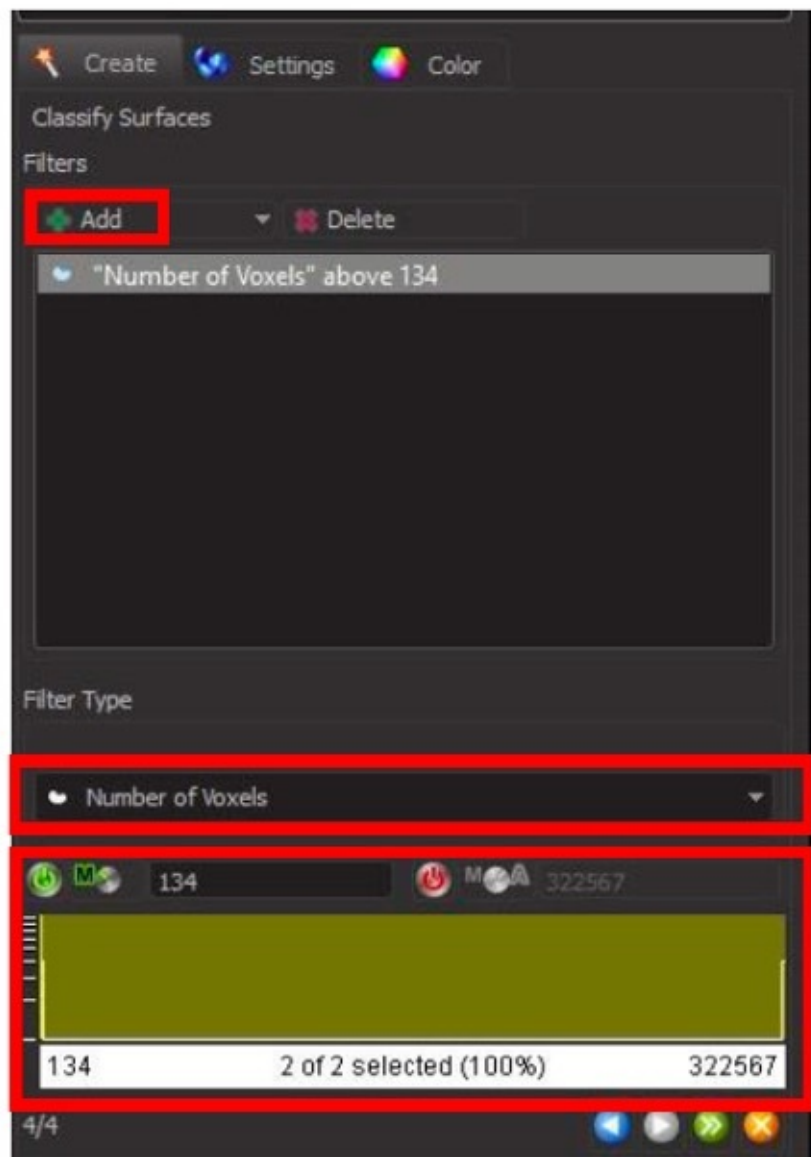 Create Settings Color
Classify Surfaces
Filters
Add Delete
"Number of Voxels" above 134
Filter Type
Number of Voxels
M 134 M A 322567
134 2 of 2 selected (100%) 322567
4/4